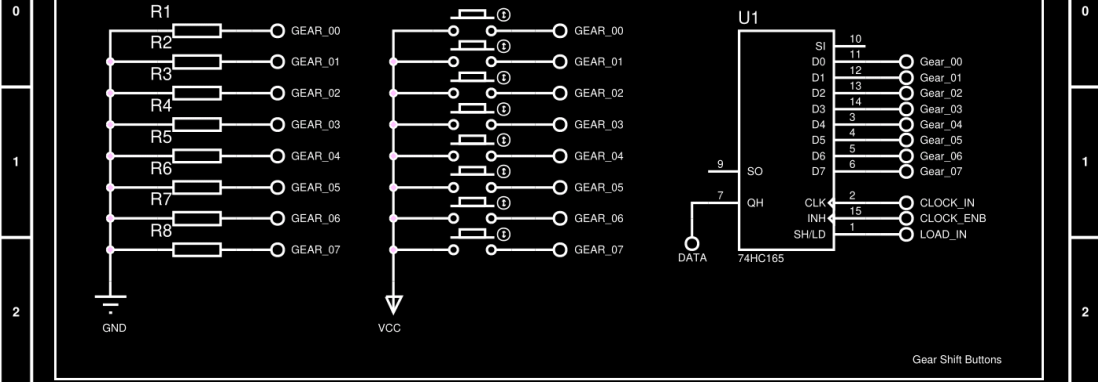 0
1
2
R1
R2
R3
R4
R5
R6
R7
R8
GEAR_00
GEAR_01
GEAR_02
GEAR_03
GEAR_04
GEAR_05
GEAR_06
GEAR_07
GND
GEAR_00
GEAR_01
GEAR_02
GEAR_03
GEAR_04
GEAR_05
GEAR_06
GEAR_07
VCC
U1
SI 10
D0 11 Gear_00
D1 12 Gear_01
D2 13 Gear_02
D3 14 Gear_03
D4 3 Gear_04
D5 4 Gear_05
D6 5 Gear_06
D7 6 Gear_07
9 SO
7 QH
CLK 2 CLOCK_IN
INH 15 CLOCK_ENB
SH/LD 1 LOAD_IN
DATA
74HC165
Gear Shift Buttons
0
1
2